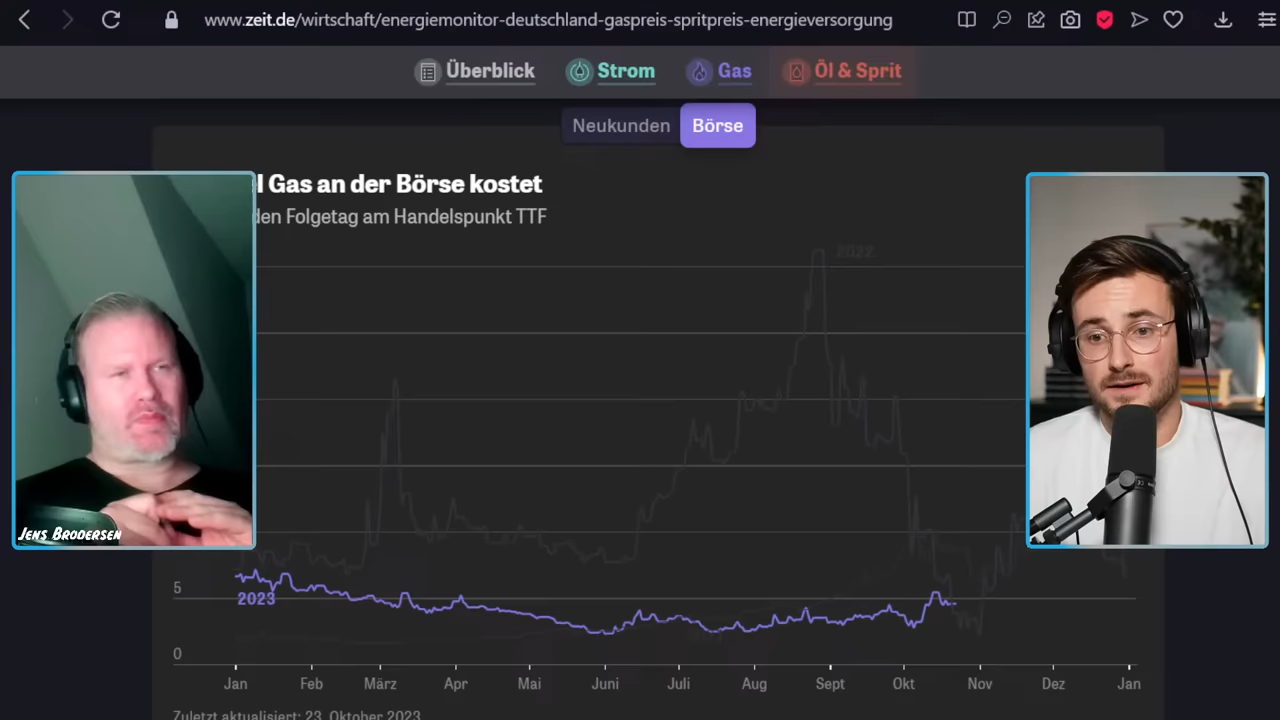 www.zeit.de/wirtschaft/energiemonitor-deutschland-gaspreis-spritpreis-energieversorgung
Überblick Strom Gas Öl & Sprit
Neukunden Börse
l Gas an der Börse kostet
den Folgetag am Handelspunkt TTF
2022
Jens Brodersen
5
2023
0
Jan Feb März Apr Mai Juni Juli Aug Sept Okt Nov Dez Jan
Zuletzt aktualisiert: 23. Oktober 2023